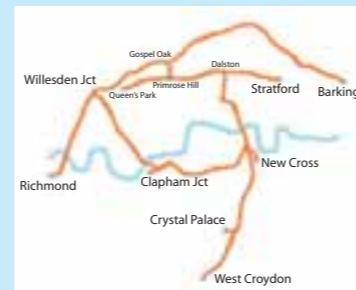 Gospel Oak
Dalston
Willesden Jct
Queen's Park
Primrose Hill
Stratford
Barking
New Cross
Richmond
Clapham Jct
Crystal Palace
West Croydon